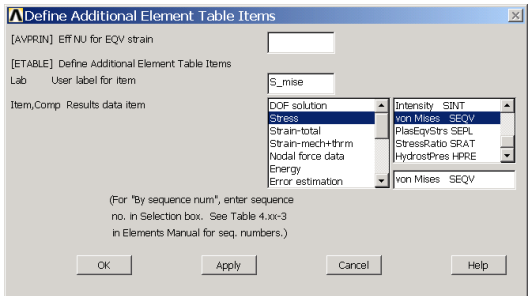 Define Additional Element Table Items
[AVPRIN] Eff NU for EQV strain
[ETABLE] Define Additional Element Table Items
Lab User label for item S_mise
Item,Comp Results data item
DOF solution
Stress
Strain-total
Strain-mech+thrm
Nodal force data
Energy
Error estimation
Intensity SINT
von Mises SEQV
PlasEqvStrs SEPL
StressRatio SRAT
HydrostPres HPRE
von Mises SEQV
(For "By sequence num", enter sequence
no. in Selection box. See Table 4.xx-3
in Elements Manual for seq. numbers.)
OK Apply Cancel Help